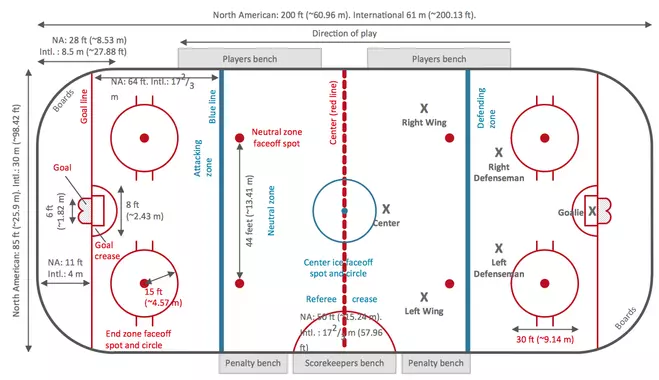 North American: 200 ft (~60.96 m). International 61 m (~200.13 ft).
NA: 28 ft (~8.53 m)
Intl. : 8.5 m (~27.88 ft)
Direction of play
Players bench
Players bench
NA: 64 ft. Intl.: 17 2/3
m
Boards
Goal line
Blue line
Center (red line)
Defending
zone
X
Right Wing
Neutral zone
faceoff spot
Attacking
zone
X
Right
Defenseman
North American: 85 ft (~25.9 m). Intl.: 30 m (~98.42 ft)
Goal
6 ft
(~1.82 m)
8 ft
(~2.43 m)
44 feet (~13.41 m)
Neutral zone
X
Center
Goalie X
Goal
crease
X
Left
Defenseman
NA: 11 ft
Intl.: 4 m
Center ice faceoff
spot and circle
15 ft
(~4.57 m)
Referee crease
X
Left Wing
NA: 50 ft (~15.24 m).
Intl. : 17 2/3 m (57.96
ft)
End zone faceoff
spot and circle
30 ft (~9.14 m)
Boards
Penalty bench
Scorekeepers bench
Penalty bench